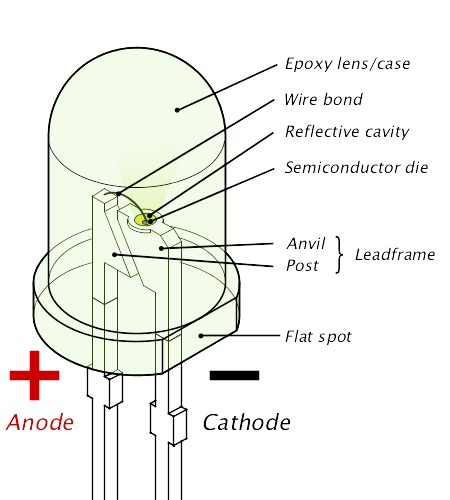 Epoxy lens/case
Wire bond
Reflective cavity
Semiconductor die
Anvil
Post
Leadframe
Flat spot
+ −
Anode
Cathode